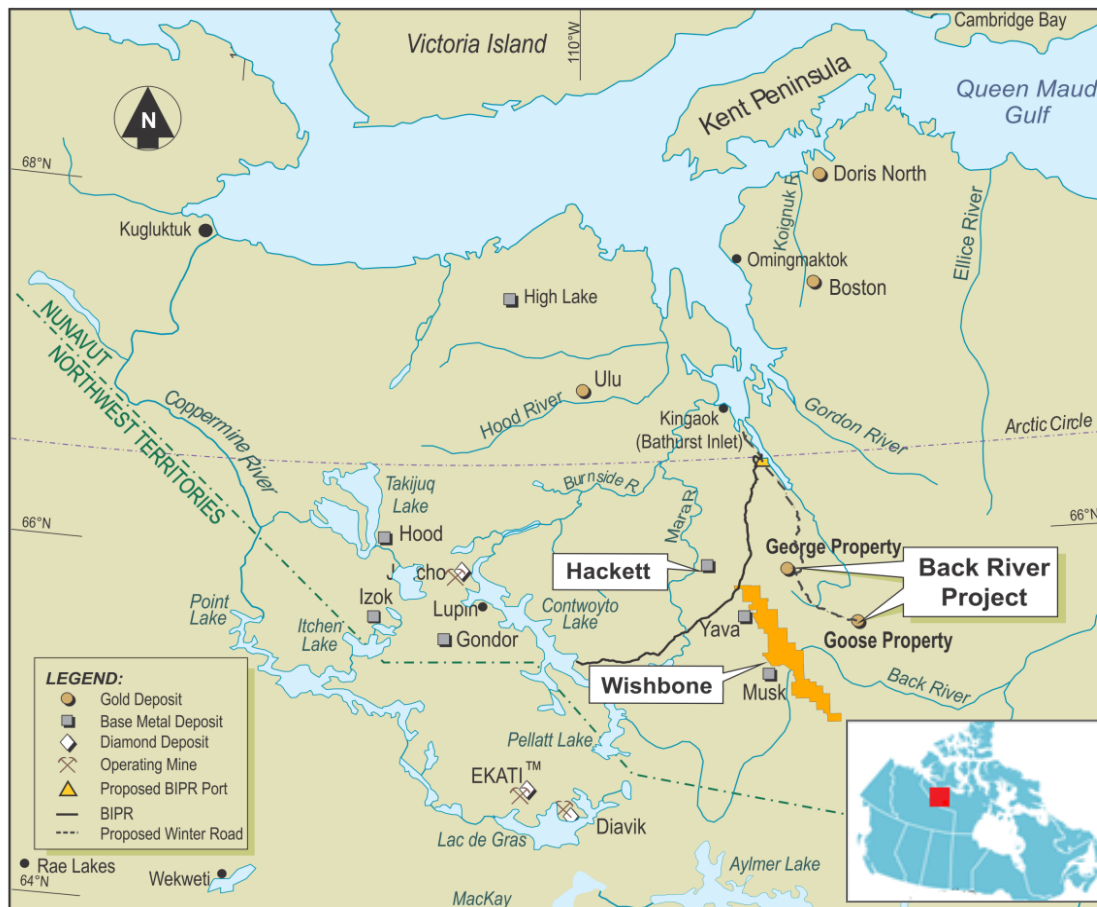 Cambridge Bay
Victoria Island
110°W
Kent Peninsula
Queen Maud
Gulf
N
68°N
Doris North
Koignuk R.
Ellice River
Kugluktuk
Omingmaktok
Boston
High Lake
NUNAVUT
NORTHWEST TERRITORIES
Coppermine River
Ulu
Hood River
Kingaok
(Bathurst Inlet)
Gordon River
Arctic Circle
Takijuq
Lake
Burnside R.
Mara R.
66°N
66°N
Hood
George Property
Hackett
Back River
Project
Izok
Lupin
Contwoyto
Lake
Point
Lake
Itchen
Lake
Gondor
Yava
Goose Property
Wishbone
Musk
Back River
LEGEND:
Gold Deposit
Base Metal Deposit
Diamond Deposit
Operating Mine
Proposed BIPR Port
BIPR
Proposed Winter Road
Pellatt Lake
EKATI™
Diavik
Lac de Gras
Rae Lakes
64°N
Wekweti
Aylmer Lake
MacKay